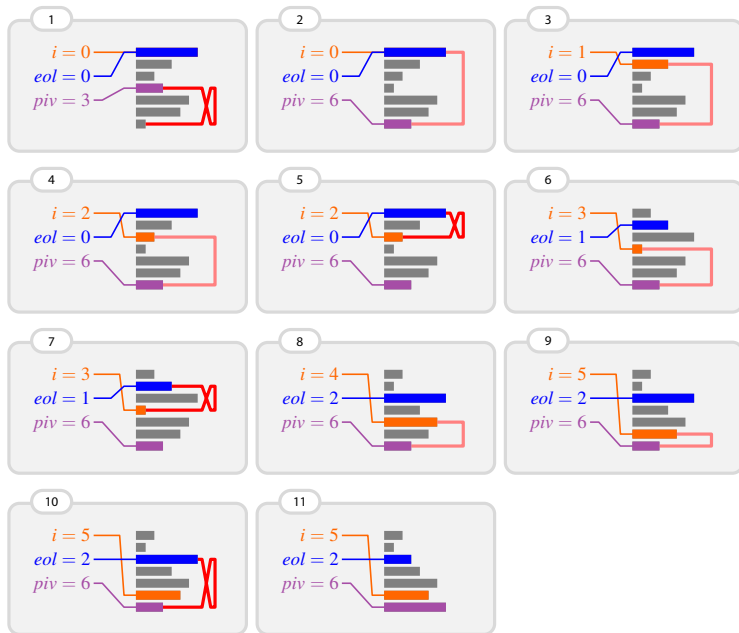 1
i = 0
eol = 0
piv = 3
2
i = 0
eol = 0
piv = 6
3
i = 1
eol = 0
piv = 6
4
i = 2
eol = 0
piv = 6
5
i = 2
eol = 0
piv = 6
6
i = 3
eol = 1
piv = 6
7
i = 3
eol = 1
piv = 6
8
i = 4
eol = 2
piv = 6
9
i = 5
eol = 2
piv = 6
10
i = 5
eol = 2
piv = 6
11
i = 5
eol = 2
piv = 6